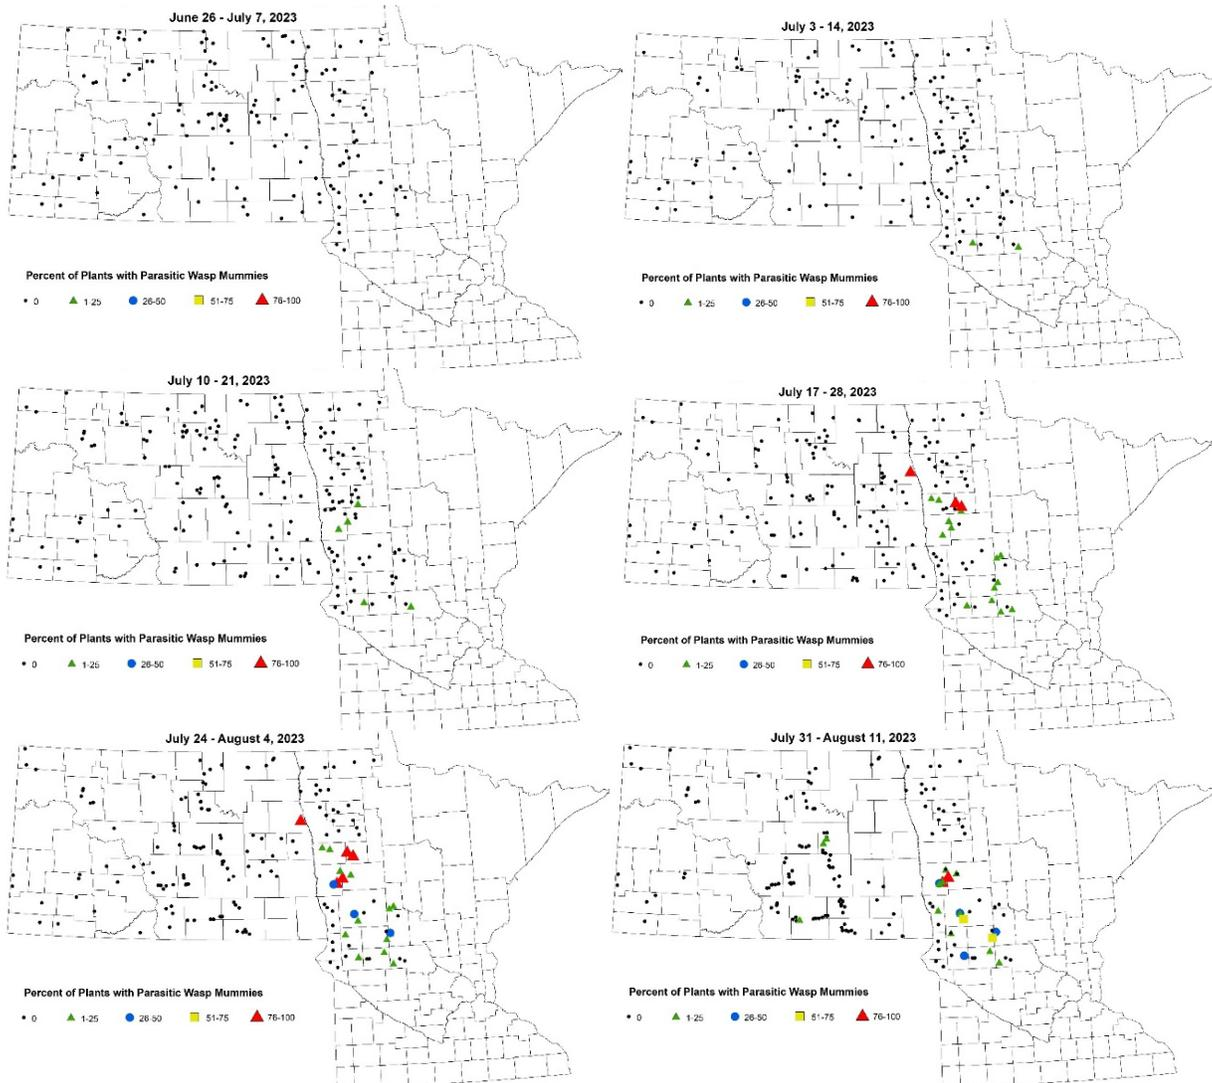 June 26 - July 7, 2023
Percent of Plants with Parasitic Wasp Mummies
0 1-25 26-50 51-75 76-100
July 3 - 14, 2023
Percent of Plants with Parasitic Wasp Mummies
0 1-25 26-50 51-75 76-100
July 10 - 21, 2023
Percent of Plants with Parasitic Wasp Mummies
0 1-25 26-50 51-75 76-100
July 17 - 28, 2023
Percent of Plants with Parasitic Wasp Mummies
0 1-25 26-50 51-75 76-100
July 24 - August 4, 2023
Percent of Plants with Parasitic Wasp Mummies
0 1-25 26-50 51-75 76-100
July 31 - August 11, 2023
Percent of Plants with Parasitic Wasp Mummies
0 1-25 26-50 51-75 76-100